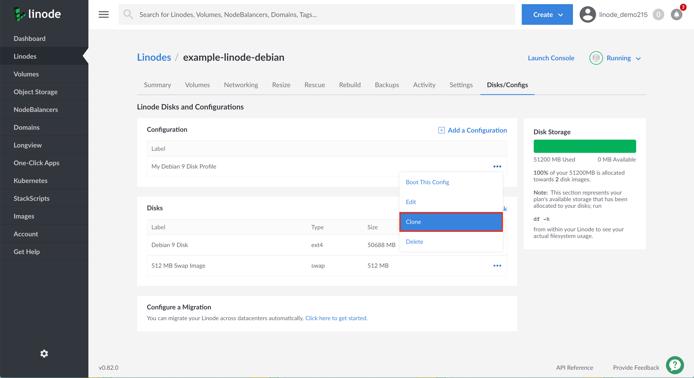 linode
Search for Linodes, Volumes, NodeBalancers, Domains, Tags...
Create
linode_demo215
0
Dashboard
Linodes
Volumes
Object Storage
NodeBalancers
Domains
Longview
One-Click Apps
Kubernetes
StackScripts
Images
Account
Get Help
Linodes / example-linode-debian
Launch Console
Running
Summary Volumes Networking Resize Rescue Rebuild Backups Activity Settings Disks/Configs
Linode Disks and Configurations
Configuration
Add a Configuration
Label
My Debian 9 Disk Profile
Boot This Config
Edit
Clone
Delete
Disks
Label Type Size
Debian 9 Disk ext4 50688 MB
512 MB Swap Image swap 512 MB
Configure a Migration
You can migrate your Linode across datacenters automatically. Click here to get started.
Disk Storage
51200 MB Used 0 MB Available
100% of your 51200MB is allocated
towards 2 disk images.
Note: This section represents your
plan's available storage that has been
allocated to your disks; run
df -h
from within your Linode to see your
actual filesystem usage.
v0.82.0
API Reference
Provide Feedback